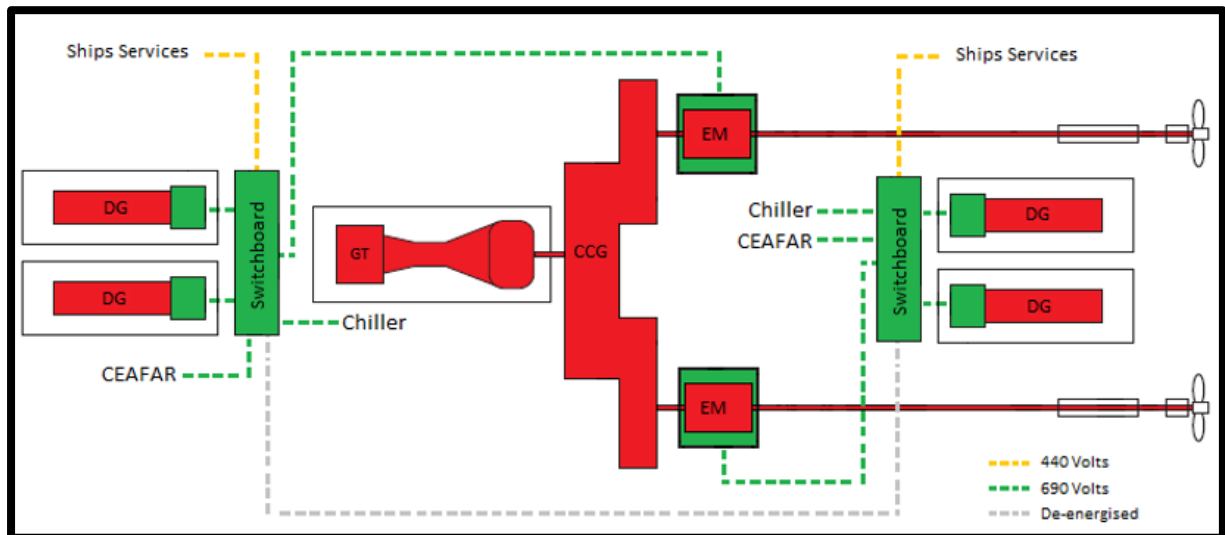 Ships Services
Ships Services
EM
DG
Switchboard
Chiller
CEAFAR
Switchboard
DG
GT
CCG
DG
Chiller
DG
CEAFAR
EM
440 Volts
690 Volts
De-energised